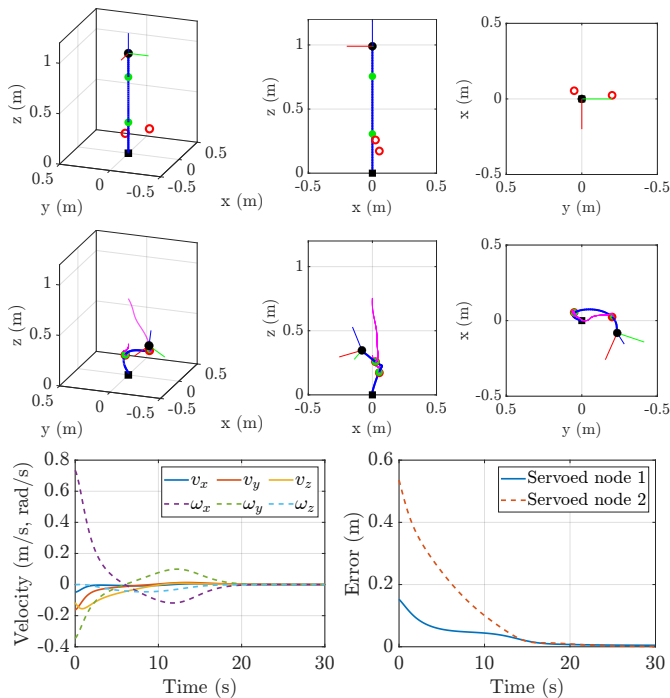 1
0.5
0
z (m)
0.5
0
-0.5
y (m)
0.5
0
-0.5
x (m)
1
0.5
0
z (m)
-0.5
0
0.5
x (m)
0.5
0
-0.5
x (m)
0.5
0
-0.5
y (m)
1
0.5
0
z (m)
0.5
0
-0.5
y (m)
0.5
0
-0.5
x (m)
1
0.5
0
z (m)
-0.5
0
0.5
x (m)
0.5
0
-0.5
x (m)
0.5
0
-0.5
y (m)
0.8
0.6
0.4
0.2
0
-0.2
-0.4
Velocity (m/s, rad/s)
v_x v_y v_z
ω_x ω_y ω_z
0 10 20 30
Time (s)
0.6
0.4
0.2
0
Error (m)
Servoed node 1
Servoed node 2
0 10 20 30
Time (s)